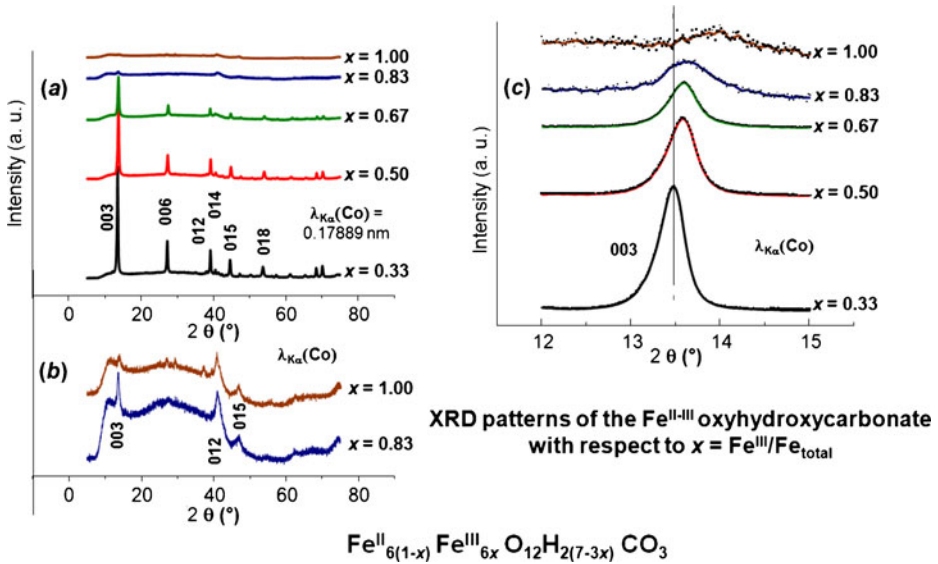 (a)
Intensity (a. u.)
x = 1.00
x = 0.83
x = 0.67
x = 0.50
λKα(Co) =
0.17889 nm
x = 0.33
003
006
012
014
015
018
0 20 40 60 80
2 θ (°)
(b)
λKα(Co)
x = 1.00
x = 0.83
003
012
015
0 20 40 60 80
2 θ (°)
(c)
Intensity (a. u.)
x = 1.00
x = 0.83
x = 0.67
x = 0.50
003
λKα(Co)
x = 0.33
12 13 14 15
2 θ (°)
XRD patterns of the Feᴵᴵ⁻ᴵᴵᴵ oxyhydroxycarbonate
with respect to x = Feᴵᴵᴵ/Fetotal
Feᴵᴵ6(1-x) Feᴵᴵᴵ6x O12H2(7-3x) CO3